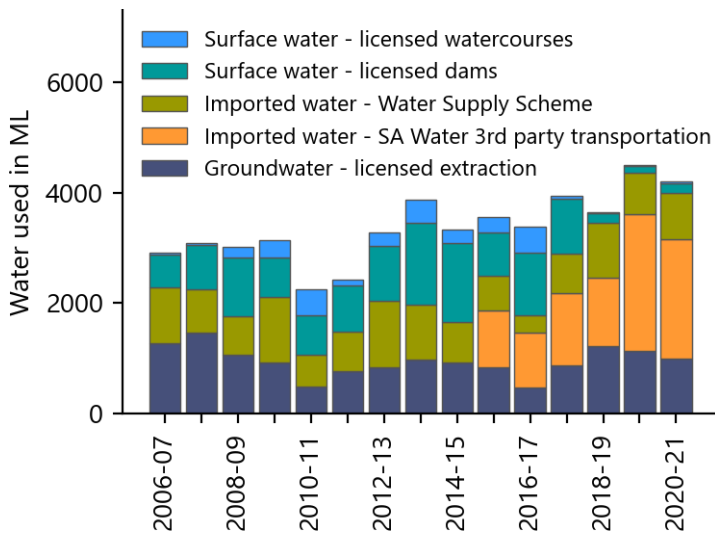 Surface water - licensed watercourses
Surface water - licensed dams
Imported water - Water Supply Scheme
Imported water - SA Water 3rd party transportation
Groundwater - licensed extraction
Water used in ML
6000
4000
2000
0
2006-07
2008-09
2010-11
2012-13
2014-15
2016-17
2018-19
2020-21